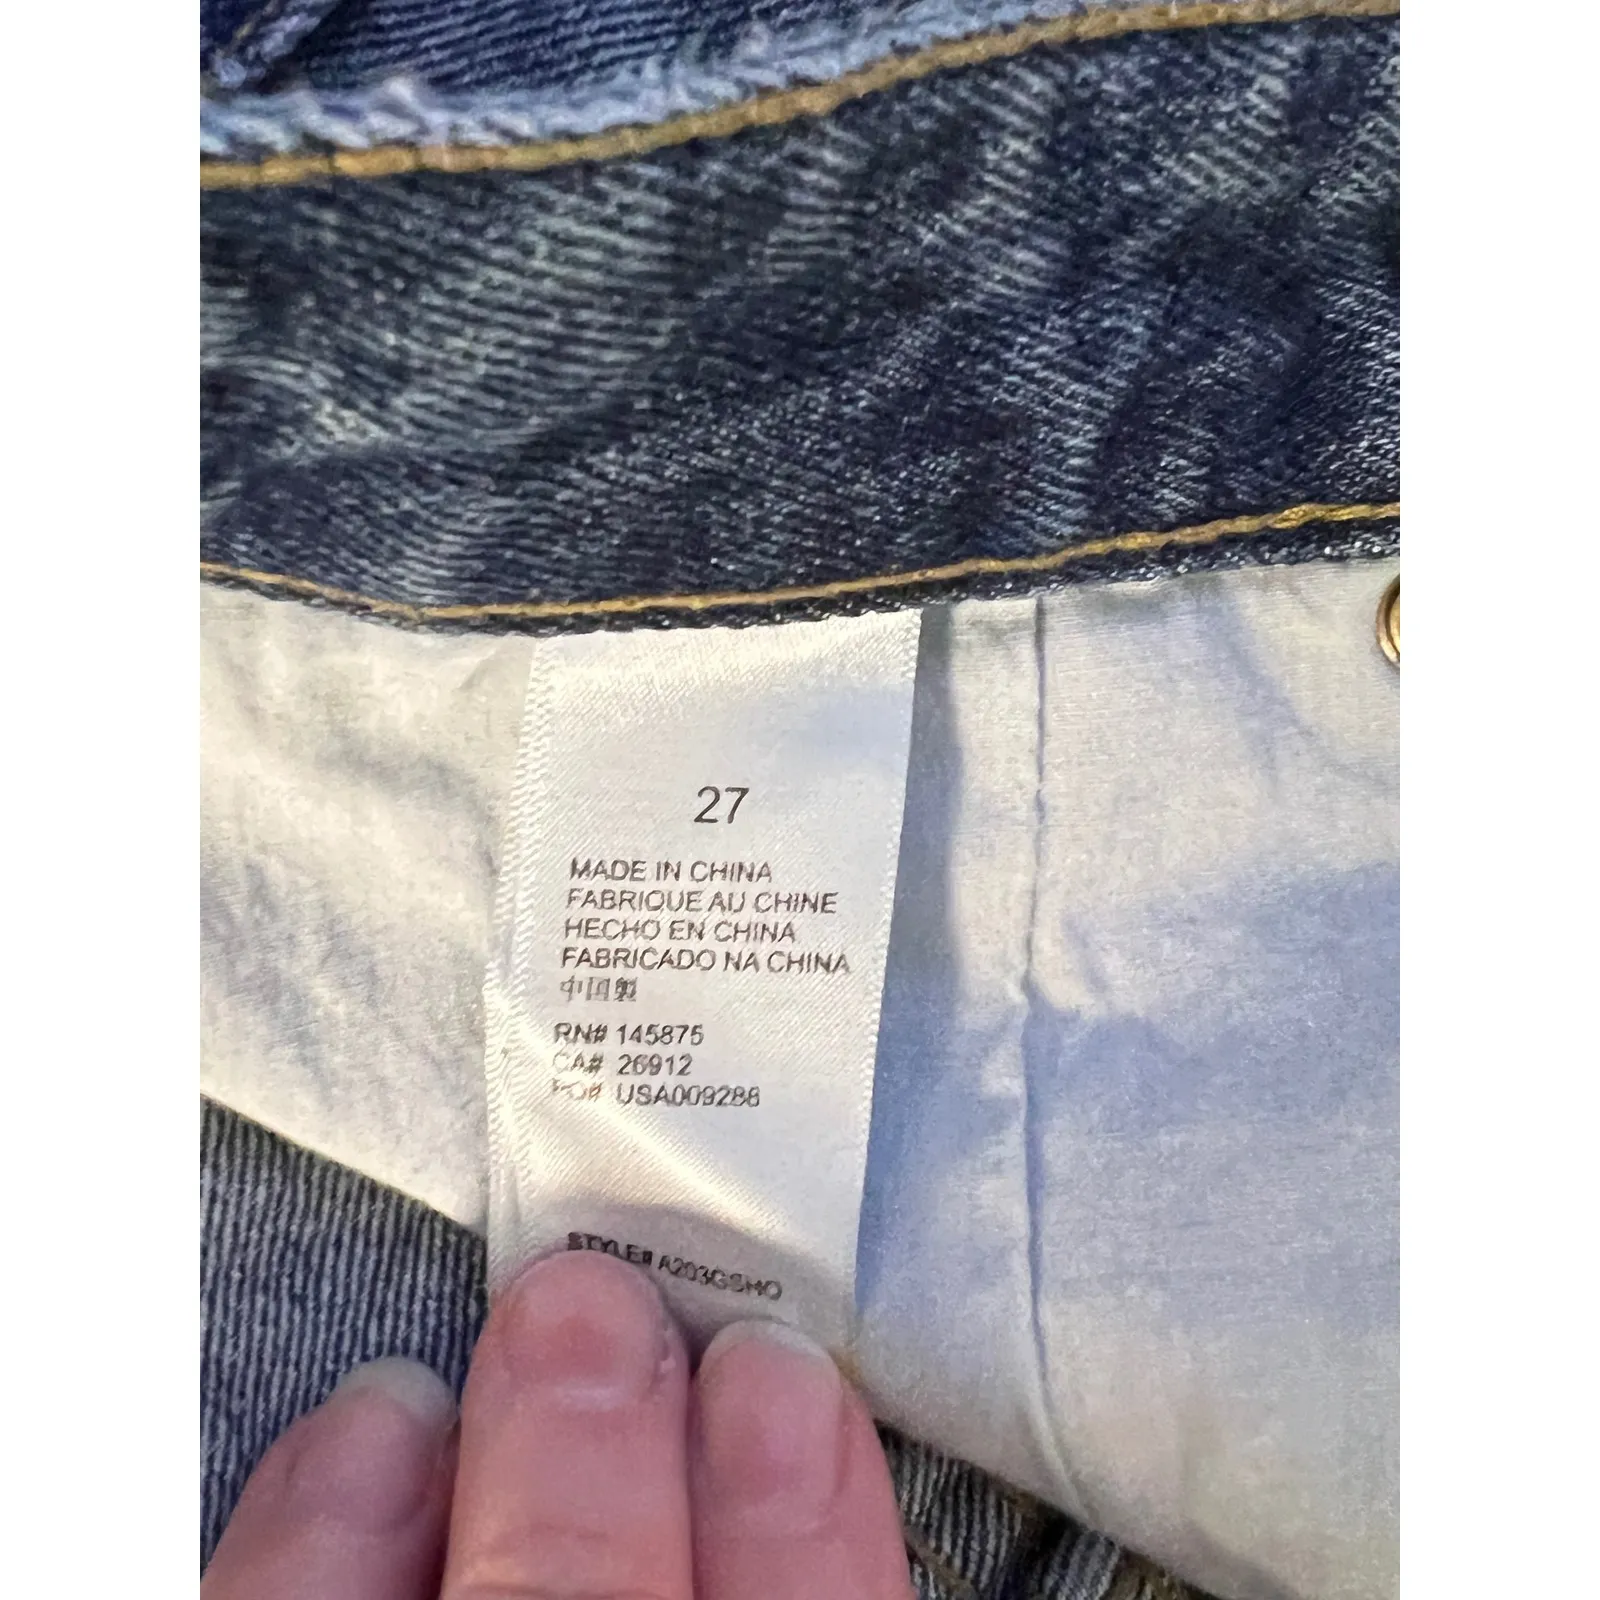 27
MADE IN CHINA
FABRIQUE AU CHINE
HECHO EN CHINA
FABRICADO NA CHINA
中国製
RN# 145875
CA# 26912
PO# USA009288
STYLE# A203GSHO